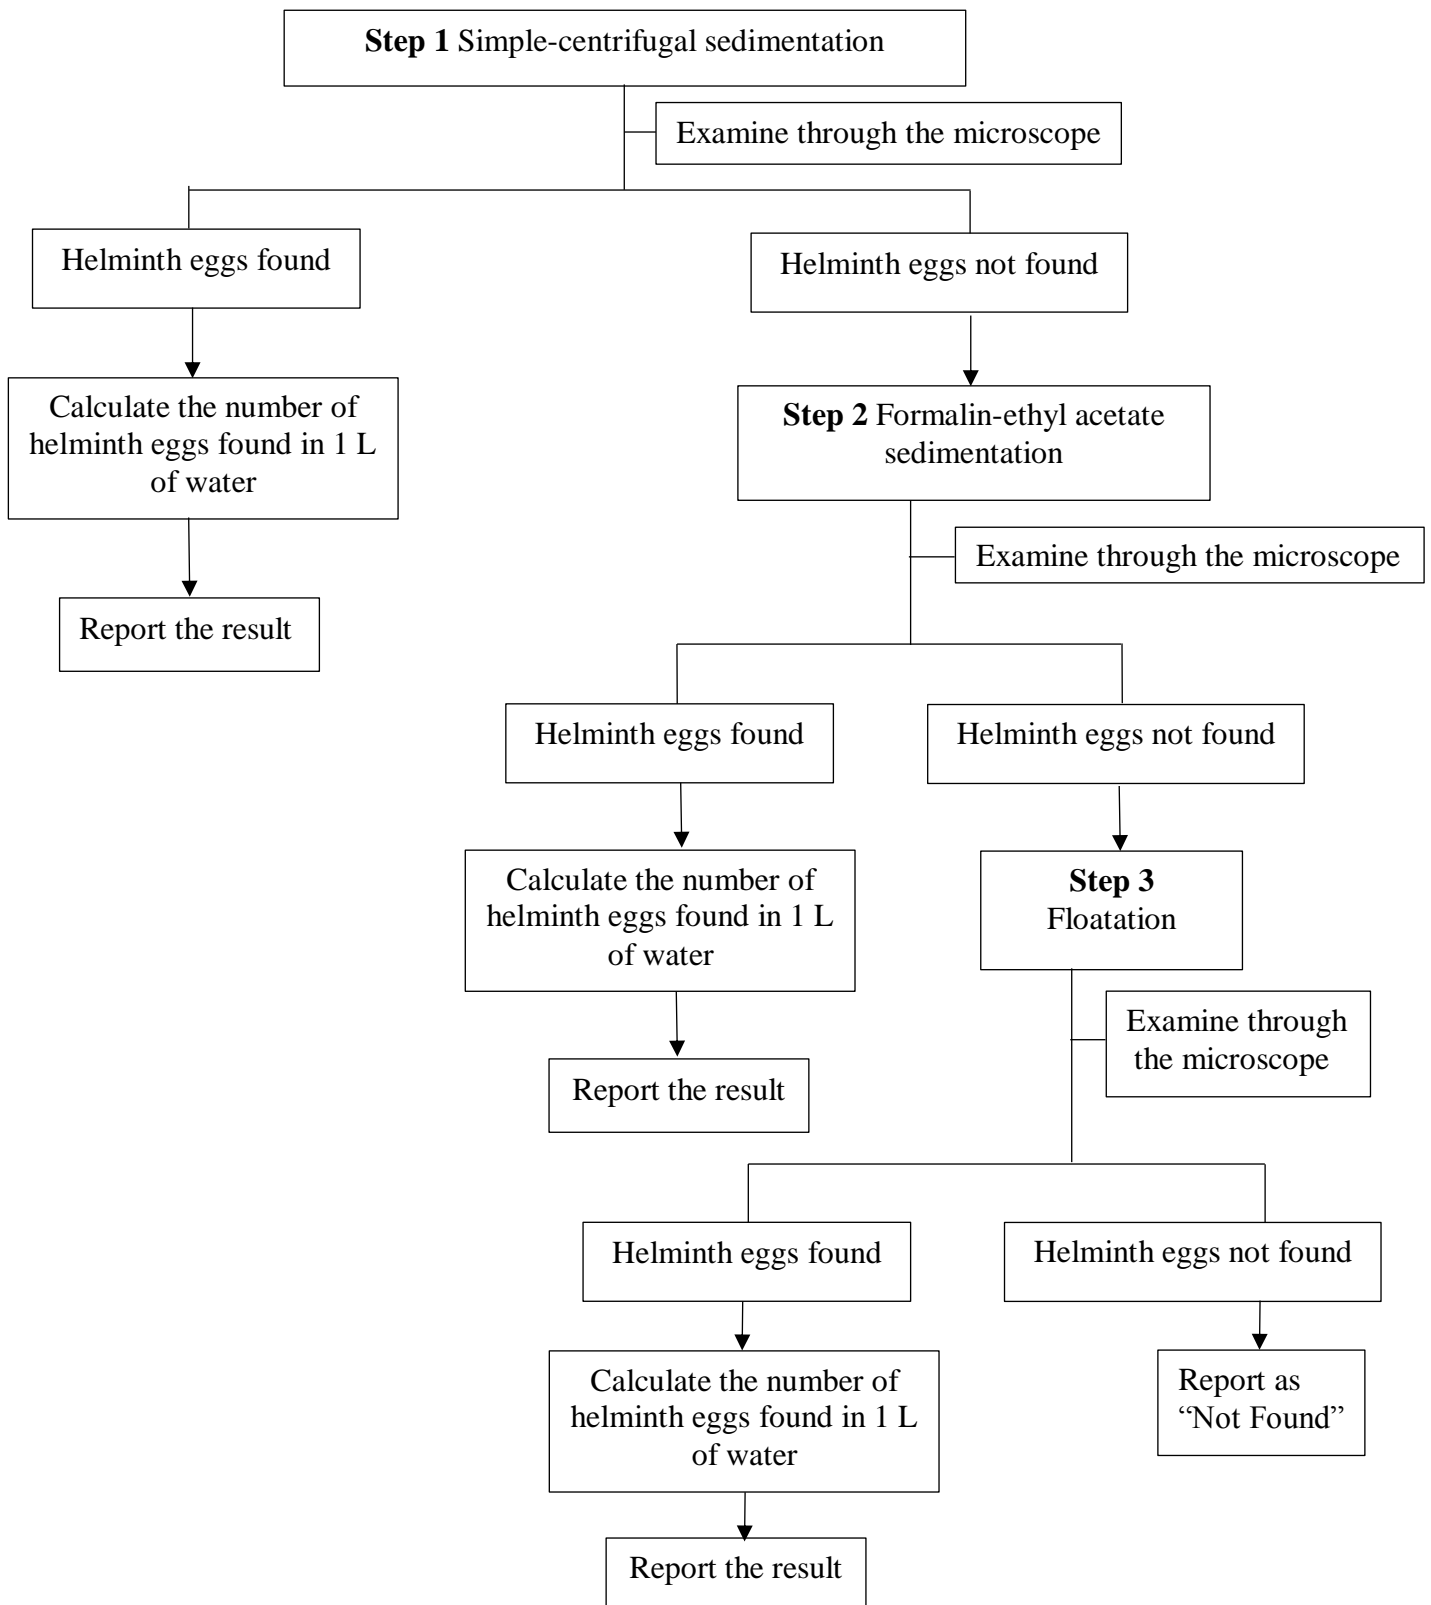 Step 1 Simple-centrifugal sedimentation
Examine through the microscope
Helminth eggs found
Helminth eggs not found
Calculate the number of
helminth eggs found in 1 L
of water
Report the result
Step 2 Formalin-ethyl acetate
sedimentation
Examine through the microscope
Helminth eggs found
Helminth eggs not found
Calculate the number of
helminth eggs found in 1 L
of water
Report the result
Step 3
Floatation
Examine through
the microscope
Helminth eggs found
Helminth eggs not found
Calculate the number of
helminth eggs found in 1 L
of water
Report the result
Report as
“Not Found”